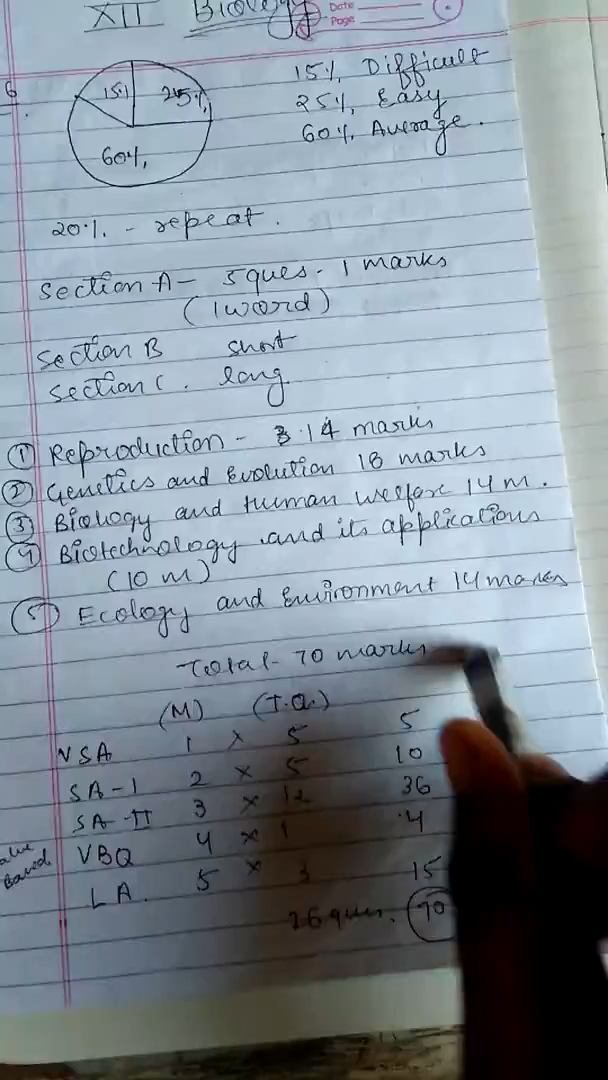 XII Biology
Date
Page
15% 25%
60%
15% Difficult
25% Easy
60% Average.
20% - repeat.
Section A - 5 ques - 1 marks
(1 word)
Section B short
Section C. long
① Reproduction - 14 marks
② Genetics and Evolution 18 marks
③ Biology and Human welfare 14 m.
④ Biotechnology and its applications
(10 m)
⑤ Ecology and Environment 14 marks
Total - 70 marks
(M) (T.Q.)
VSA 1 × 5 5
SA-I 2 × 5 10
SA-II 3 × 12 36
Value Based VBQ 4 × 1 4
LA. 5 × 3 15
26 ques. 70